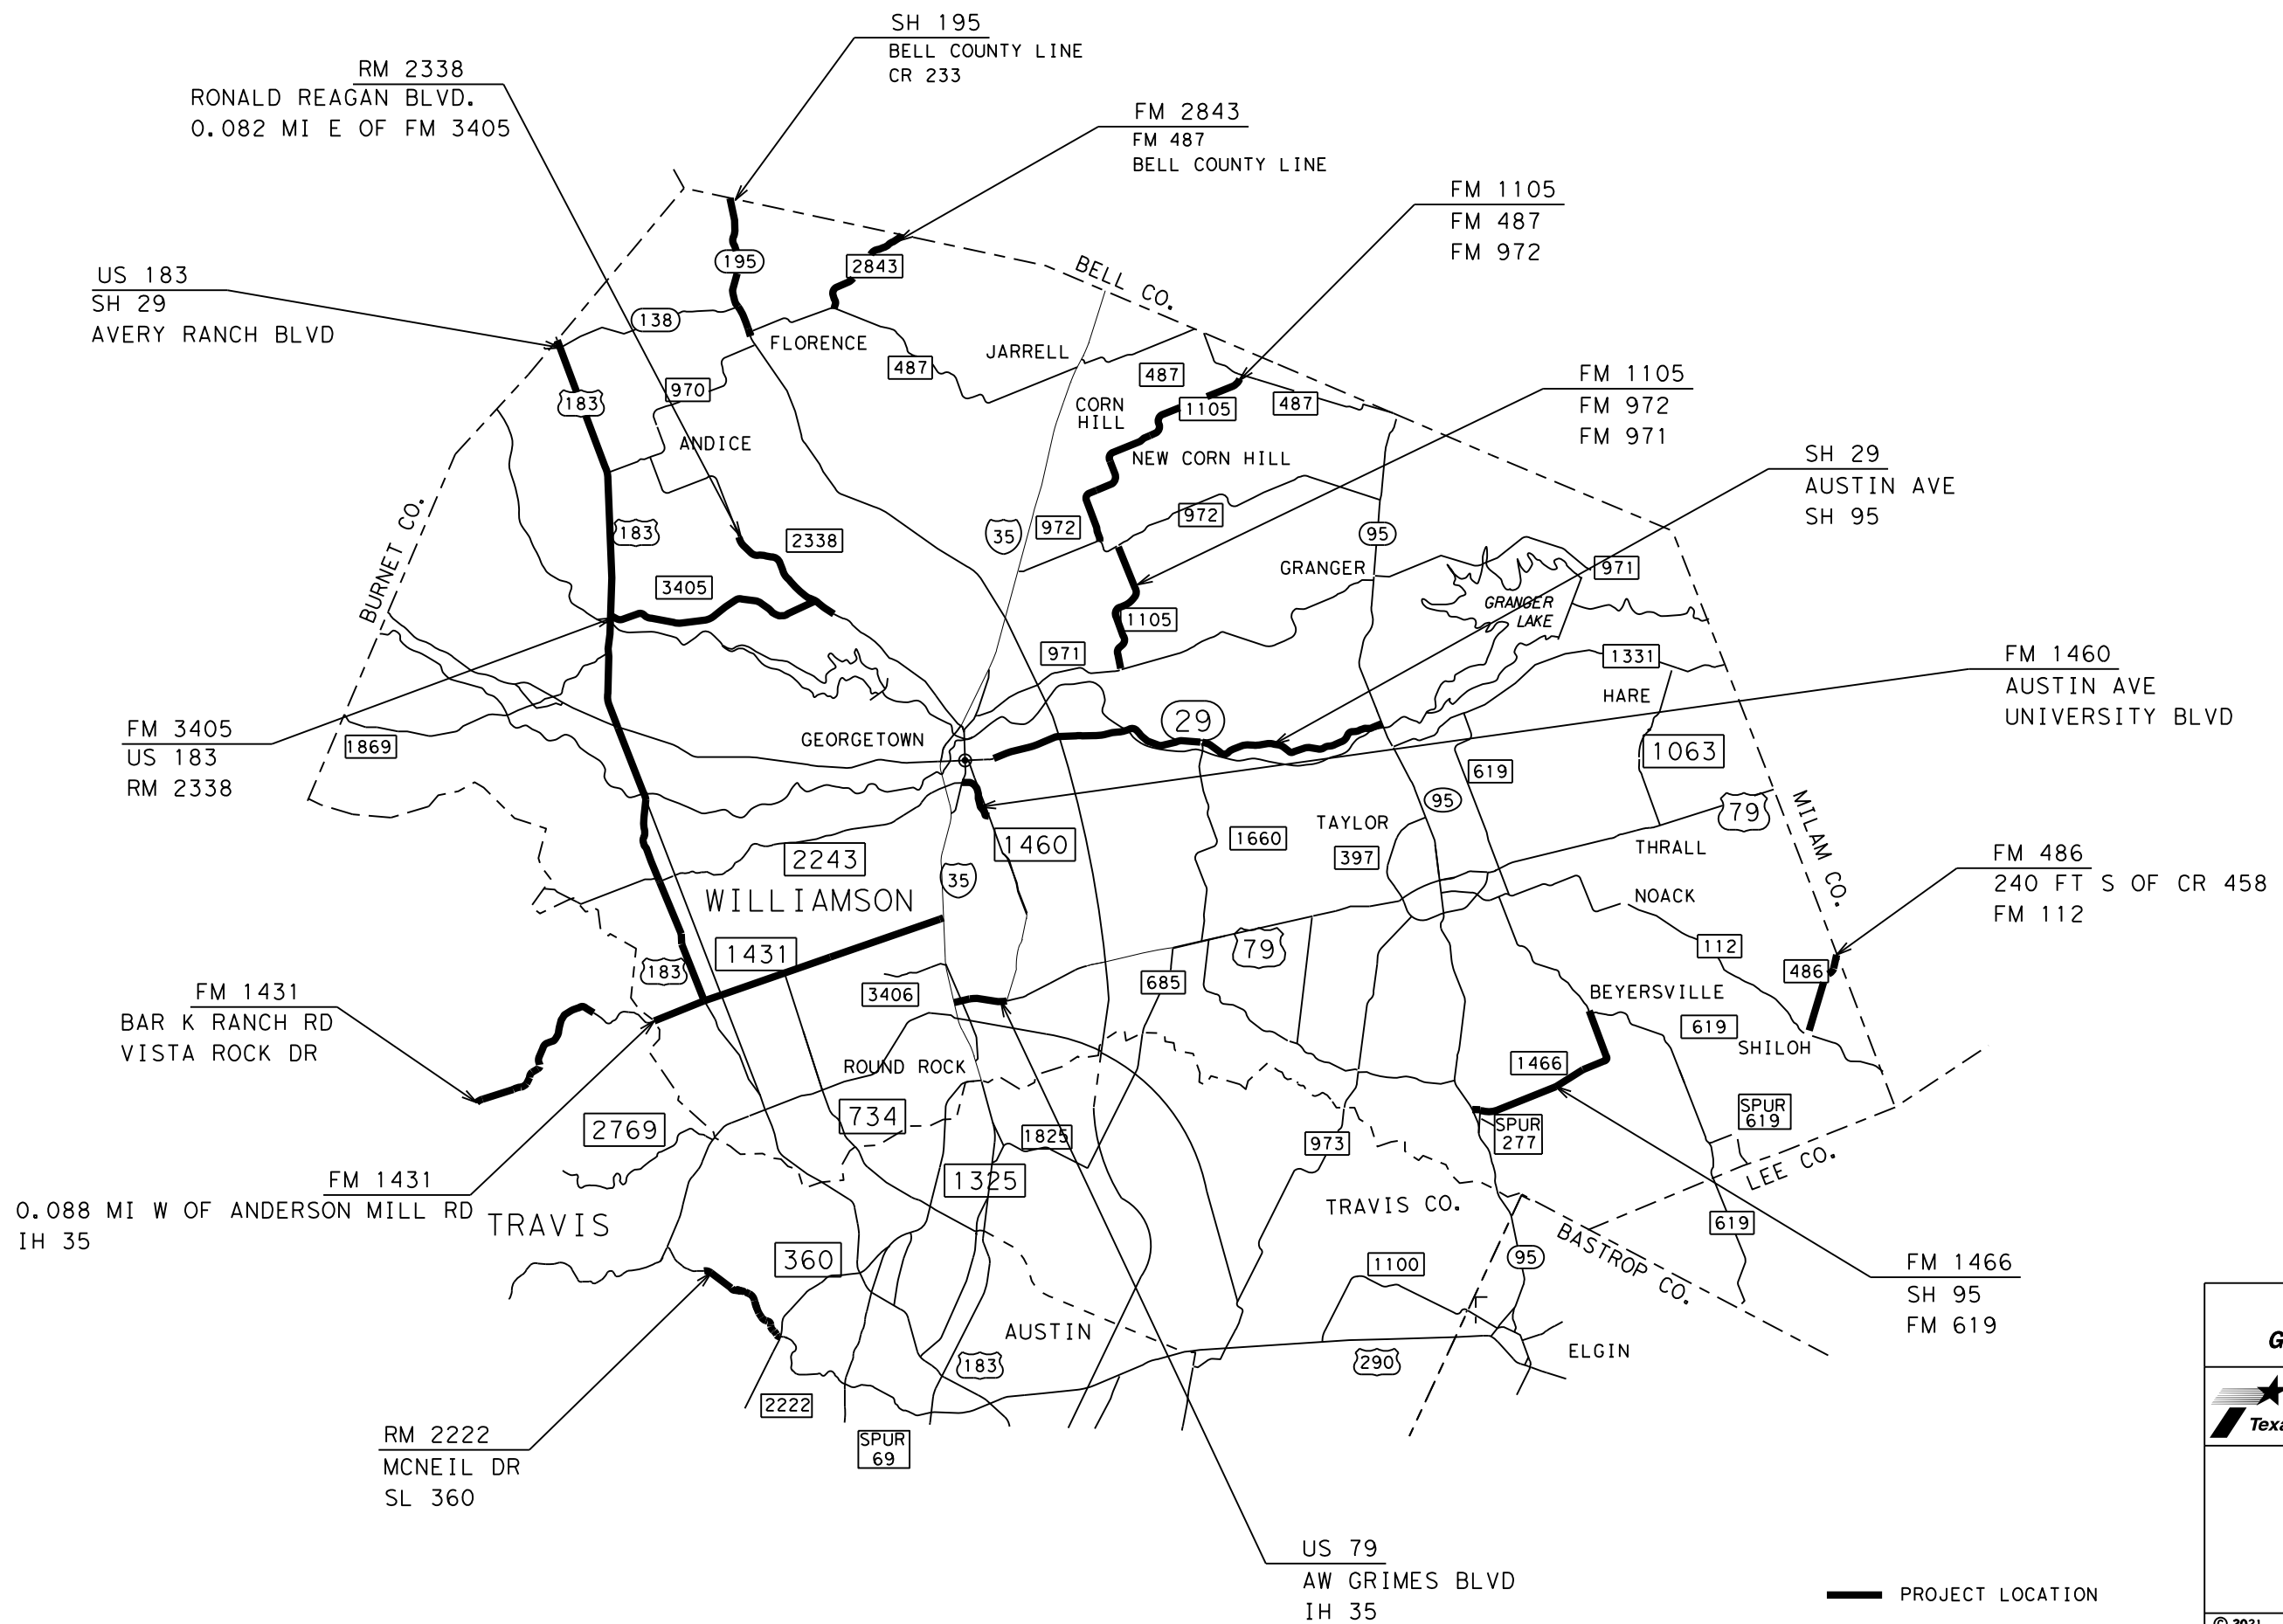 SH 195
BELL COUNTY LINE
CR 233
RM 2338
RONALD REAGAN BLVD.
0.082 MI E OF FM 3405
FM 2843
FM 487
BELL COUNTY LINE
FM 1105
FM 487
FM 972
US 183
SH 29
AVERY RANCH BLVD
195
2843
BELL CO.
138
FLORENCE
JARRELL
487
487
970
183
CORN
HILL
1105
487
FM 1105
FM 972
FM 971
ANDICE
NEW CORN HILL
SH 29
AUSTIN AVE
SH 95
BURNET CO.
183
2338
35
972
972
95
GRANGER
971
3405
GRANGER
LAKE
1105
971
1331
HARE
FM 1460
AUSTIN AVE
UNIVERSITY BLVD
FM 3405
US 183
RM 2338
1869
GEORGETOWN
29
1063
619
95
79
MILAM CO.
TAYLOR
397
1660
1460
2243
THRALL
35
WILLIAMSON
NOACK
FM 486
240 FT S OF CR 458
FM 112
1431
79
112
486
183
685
3406
BEYERSVILLE
619
SHILOH
FM 1431
BAR K RANCH RD
VISTA ROCK DR
ROUND ROCK
1466
734
2769
1825
973
SPUR
277
SPUR
619
LEE CO.
1325
FM 1431
0.088 MI W OF ANDERSON MILL RD
IH 35
TRAVIS
TRAVIS CO.
619
BASTROP CO.
360
1100
95
FM 1466
SH 95
FM 619
AUSTIN
183
290
ELGIN
2222
SPUR
69
RM 2222
MCNEIL DR
SL 360
US 79
AW GRIMES BLVD
IH 35
PROJECT LOCATION
G
Texa
© 2021